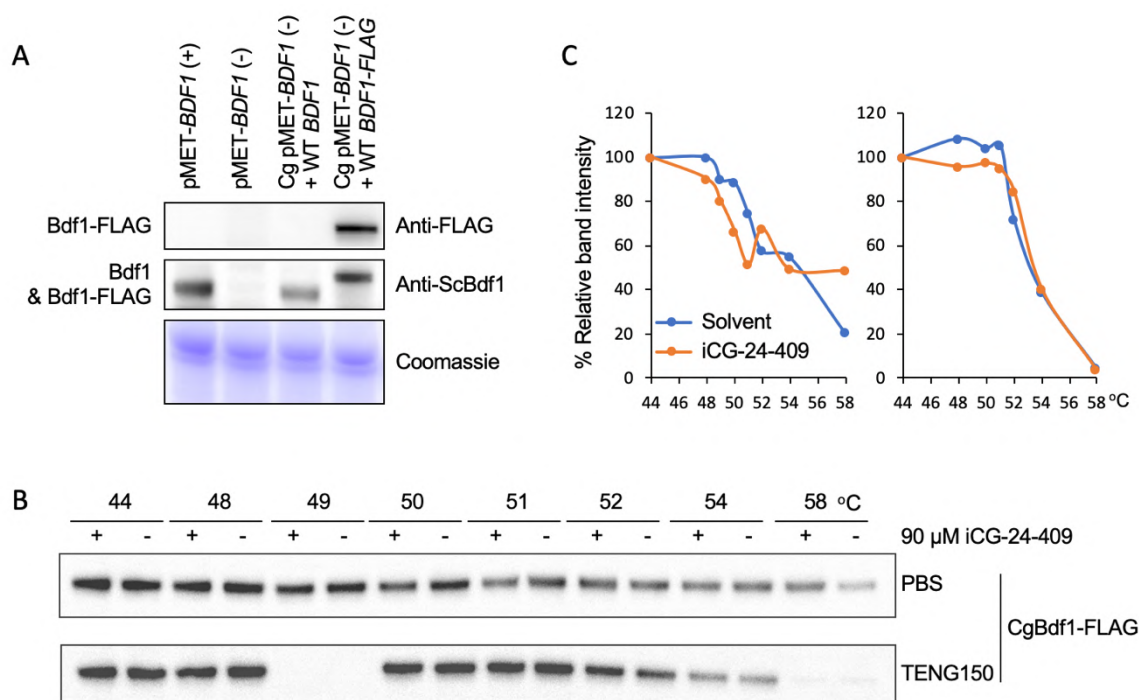 A
pMET-BDF1 (+)
pMET-BDF1 (-)
Cg pMET-BDF1 (-)
+ WT BDF1
Cg pMET-BDF1 (-)
+ WT BDF1-FLAG
Bdf1-FLAG
Anti-FLAG
Bdf1
& Bdf1-FLAG
Anti-ScBdf1
Coomassie
C
% Relative band intensity
120
100
80
60
40
20
0
44 46 48 50 52 54 56 58
Solvent
iCG-24-409
120
100
80
60
40
20
0
44 46 48 50 52 54 56 58 ºC
B
44 48 49 50 51 52 54 58 ºC
+ - + - + - + - + - + - + - + - 90 µM iCG-24-409
PBS
TENG150
CgBdf1-FLAG